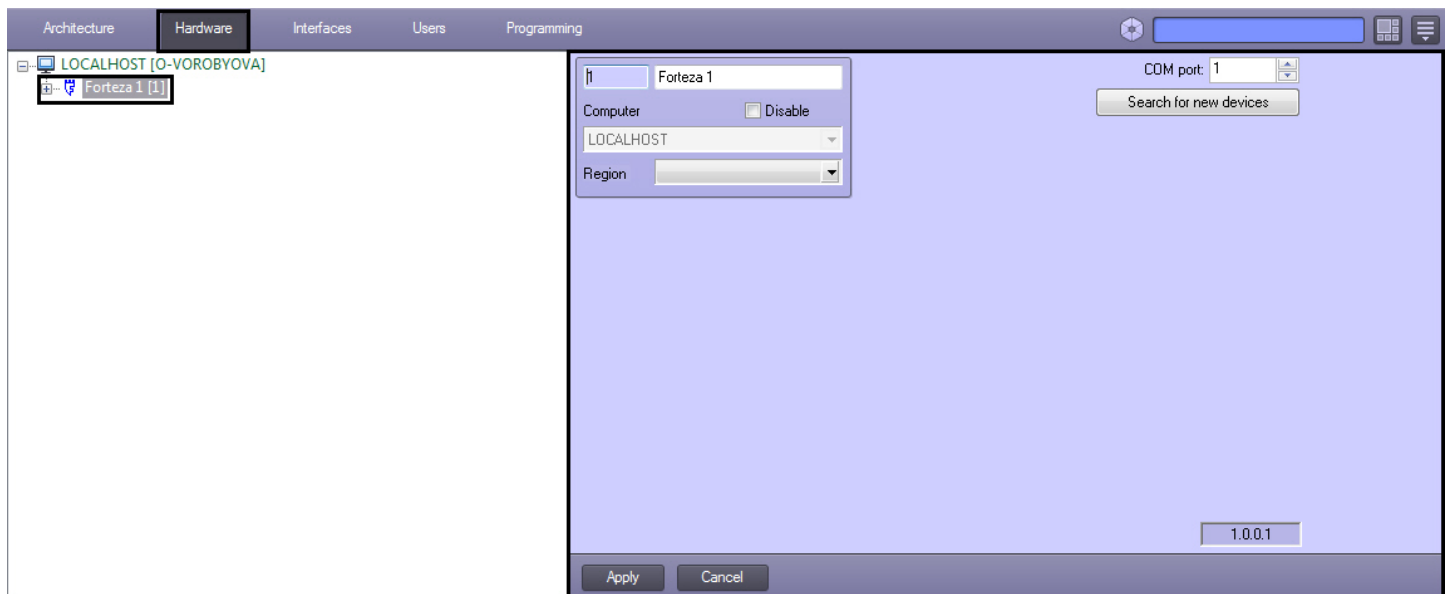 Architecture Hardware Interfaces Users Programming
LOCALHOST [O-VOROBYOVA]
Forteza 1 [1]
1 Forteza 1
Computer Disable
LOCALHOST
Region
COM port: 1
Search for new devices
1.0.0.1
Apply Cancel